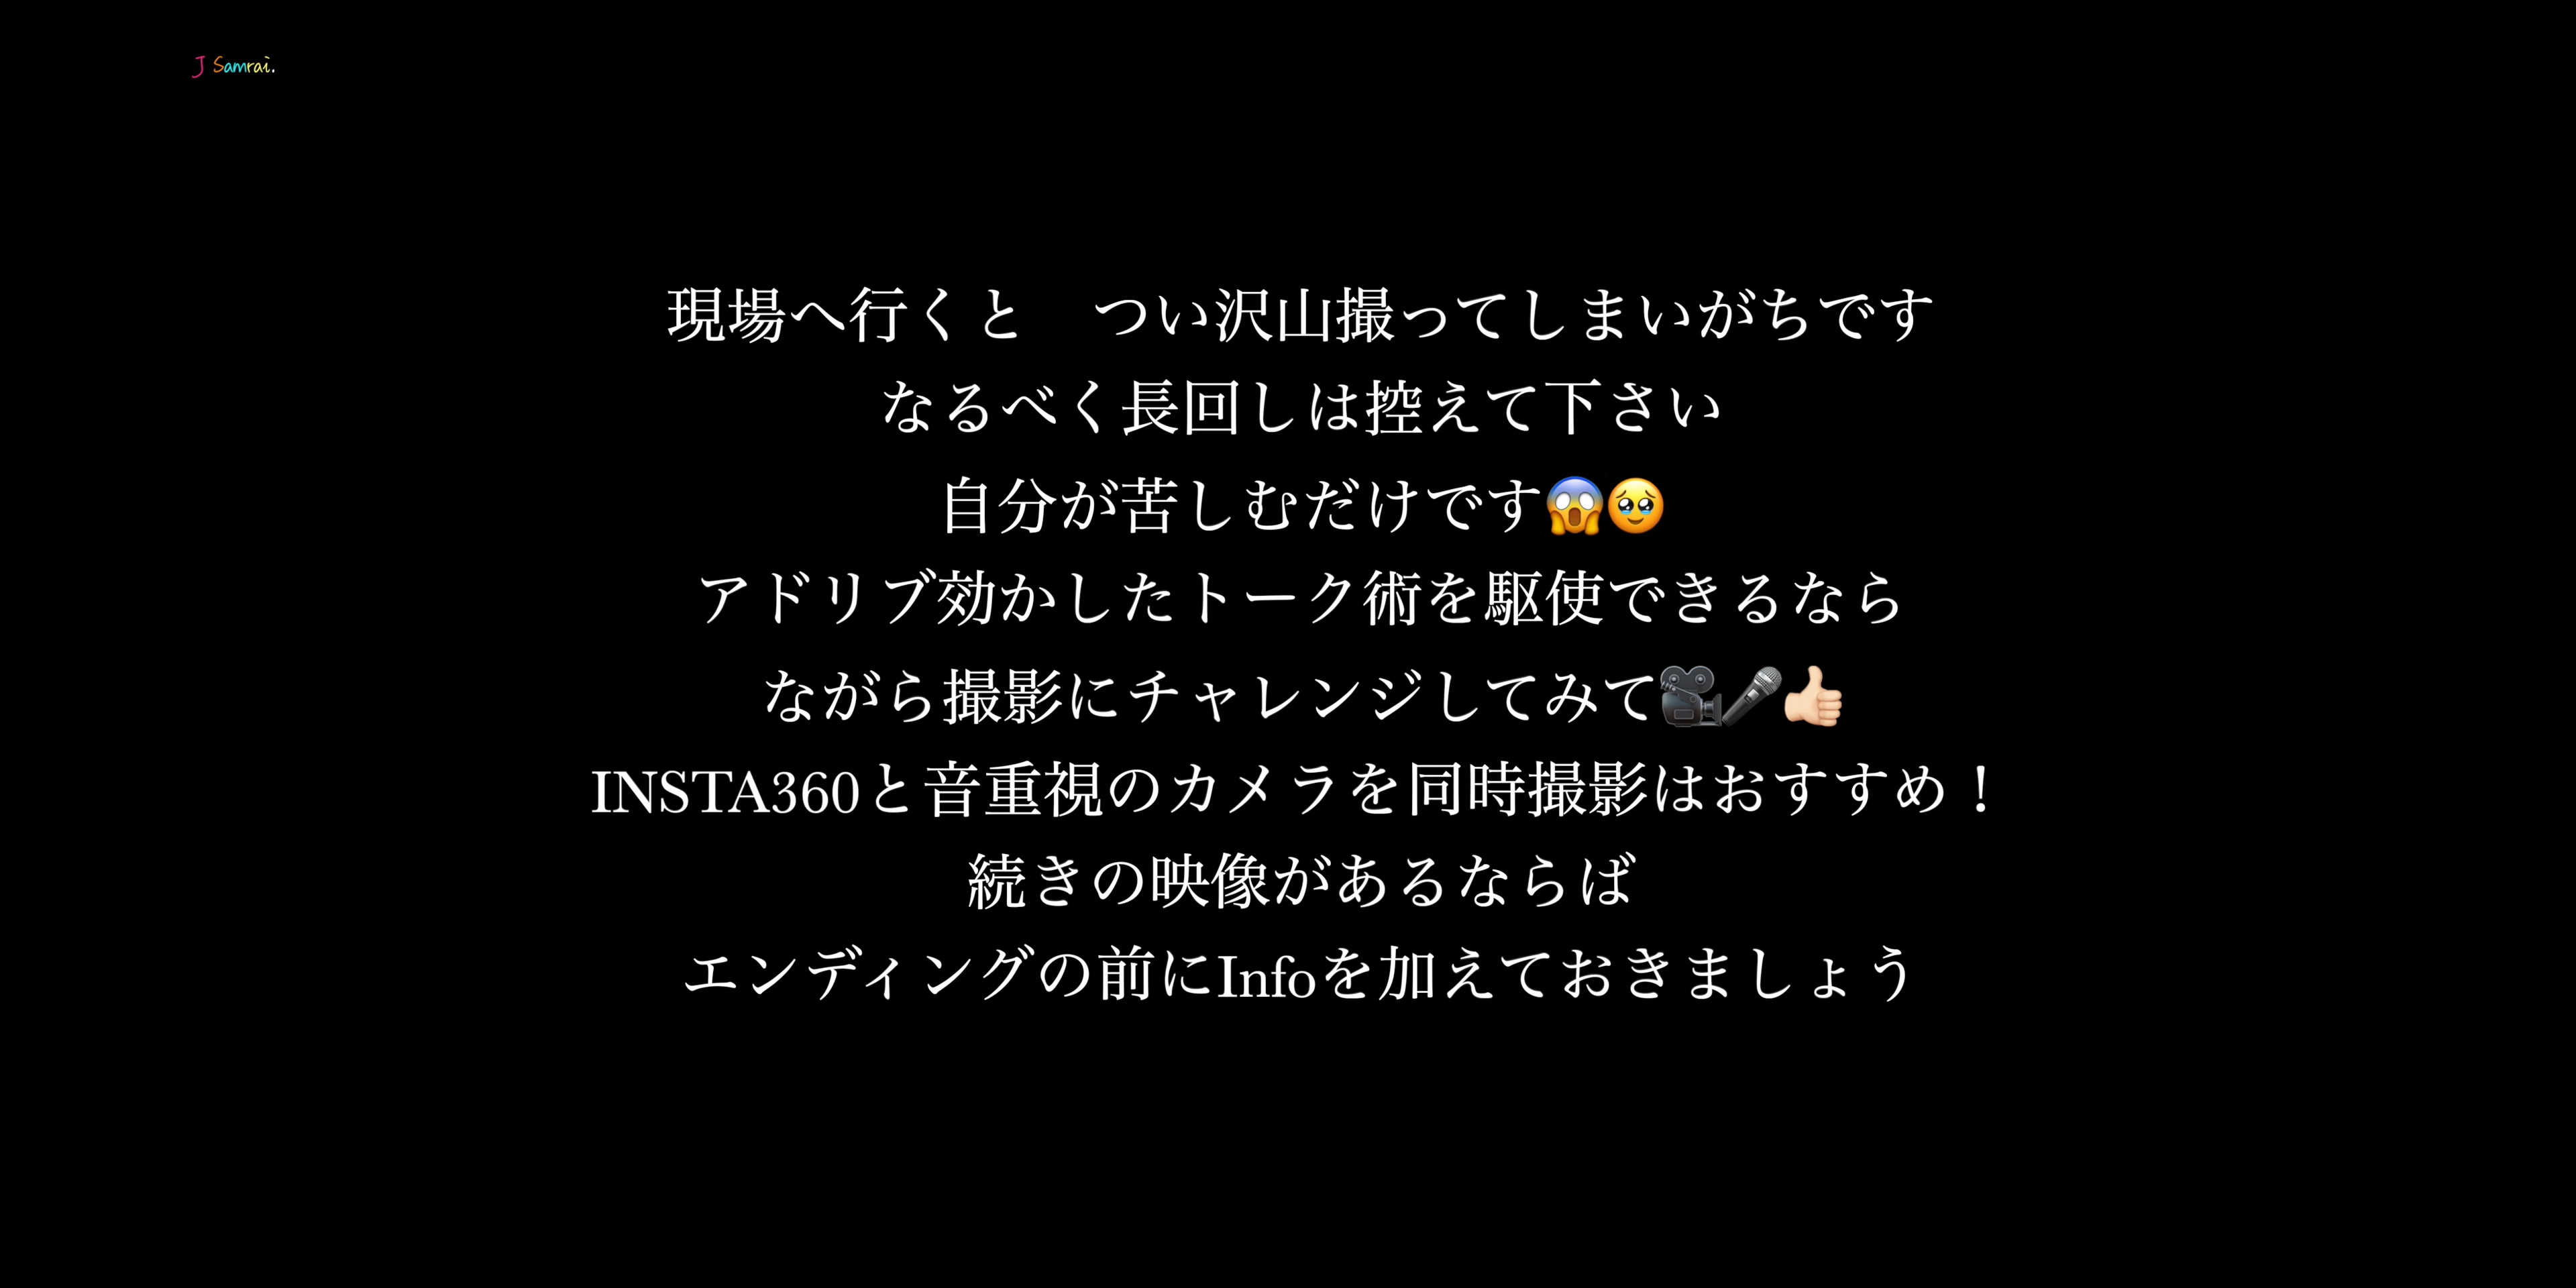 J Samrai.
現場へ行くと　つい沢山撮ってしまいがちです
なるべく長回しは控えて下さい
自分が苦しむだけです😱🥹
アドリブ効かしたトーク術を駆使できるなら
ながら撮影にチャレンジしてみて🎥🎤👍🏻
INSTA360と音重視のカメラを同時撮影はおすすめ！
続きの映像があるならば
エンディングの前にInfoを加えておきましょう